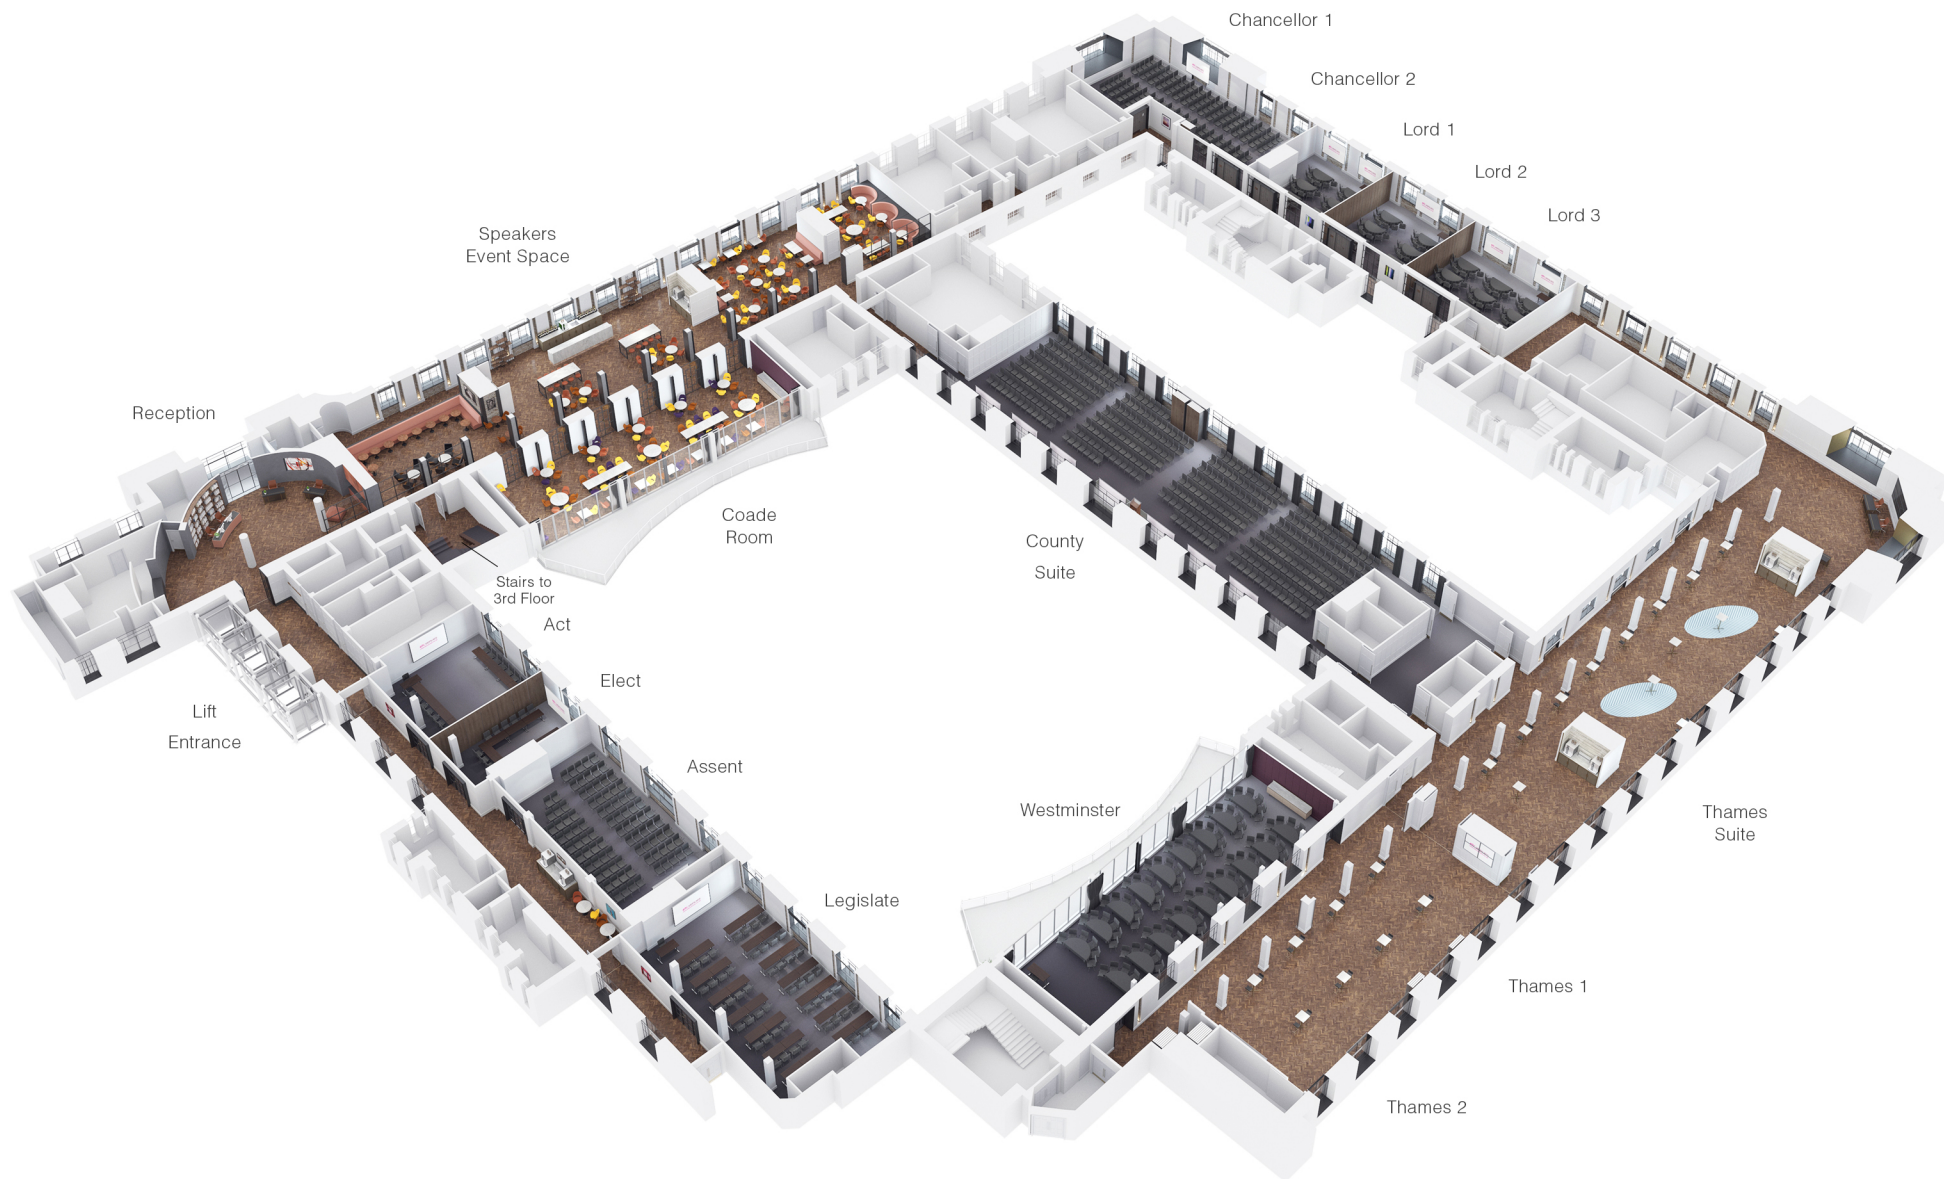 Chancellor 1
Chancellor 2
Lord 1
Lord 2
Lord 3
Speakers
Event Space
Reception
Coade
Room
County
Suite
Stairs to
3rd Floor
Act
Elect
Lift
Entrance
Assent
Westminster
Thames
Suite
Legislate
Thames 1
Thames 2